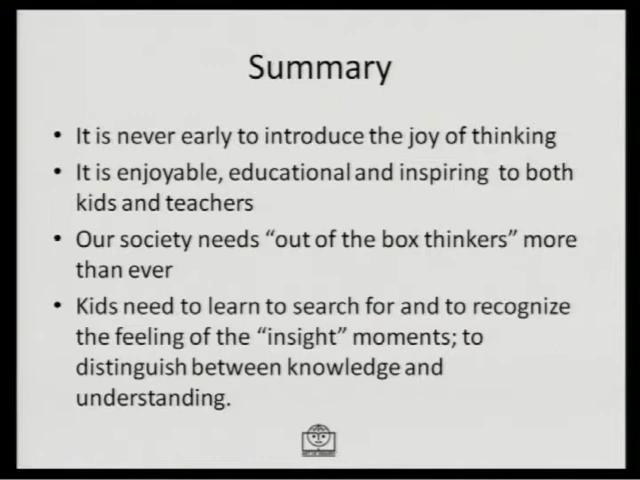 Summary
• It is never early to introduce the joy of thinking
• It is enjoyable, educational and inspiring to both
kids and teachers
• Our society needs “out of the box thinkers” more
than ever
• Kids need to learn to search for and to recognize
the feeling of the “insight” moments; to
distinguish between knowledge and
understanding.